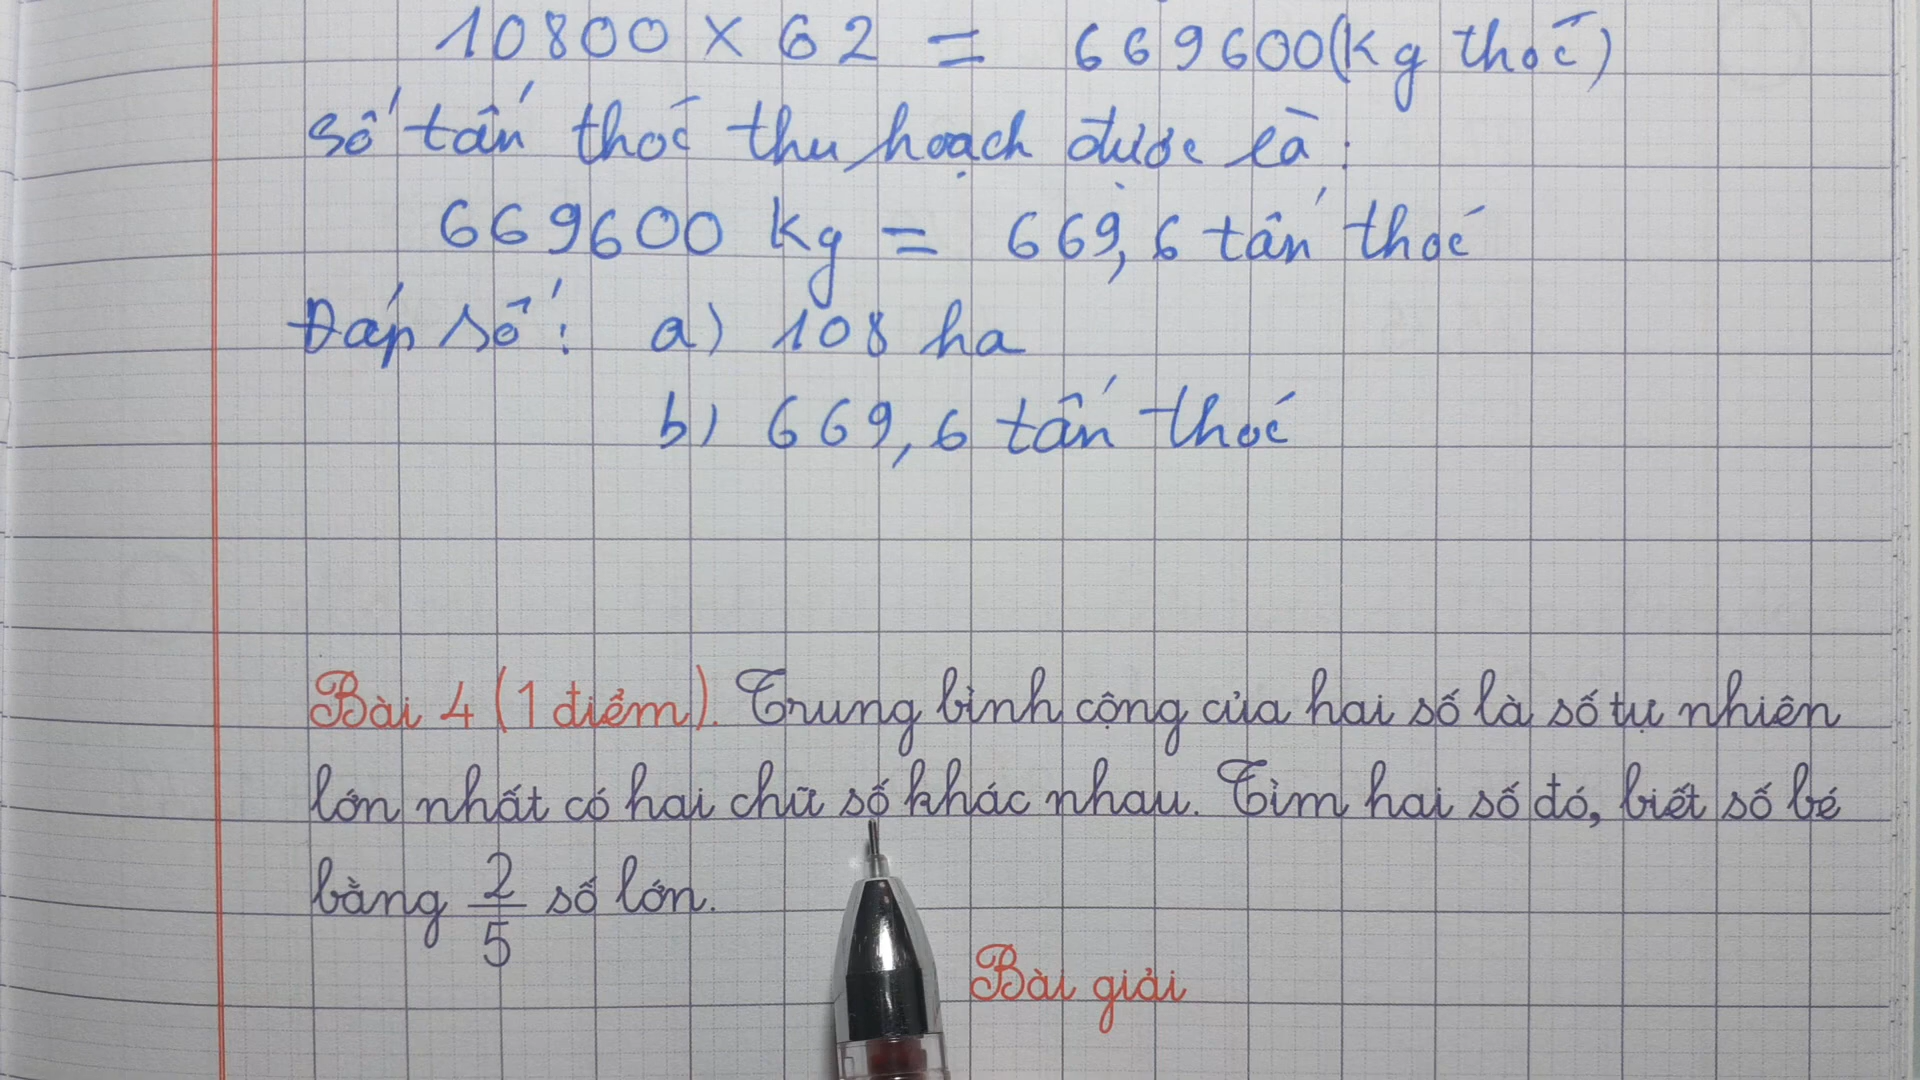 10800 × 62 = 669600 (kg thóc)
Số tấn thóc thu hoạch được là:
669600 kg = 669,6 tấn thóc
Đáp số: a) 108 ha
b) 669,6 tấn thóc
Bài 4 (1 điểm). Trung bình cộng của hai số là số tự nhiên
lớn nhất có hai chữ số khác nhau. Tìm hai số đó, biết số bé
bằng 2/5 số lớn.
Bài giải